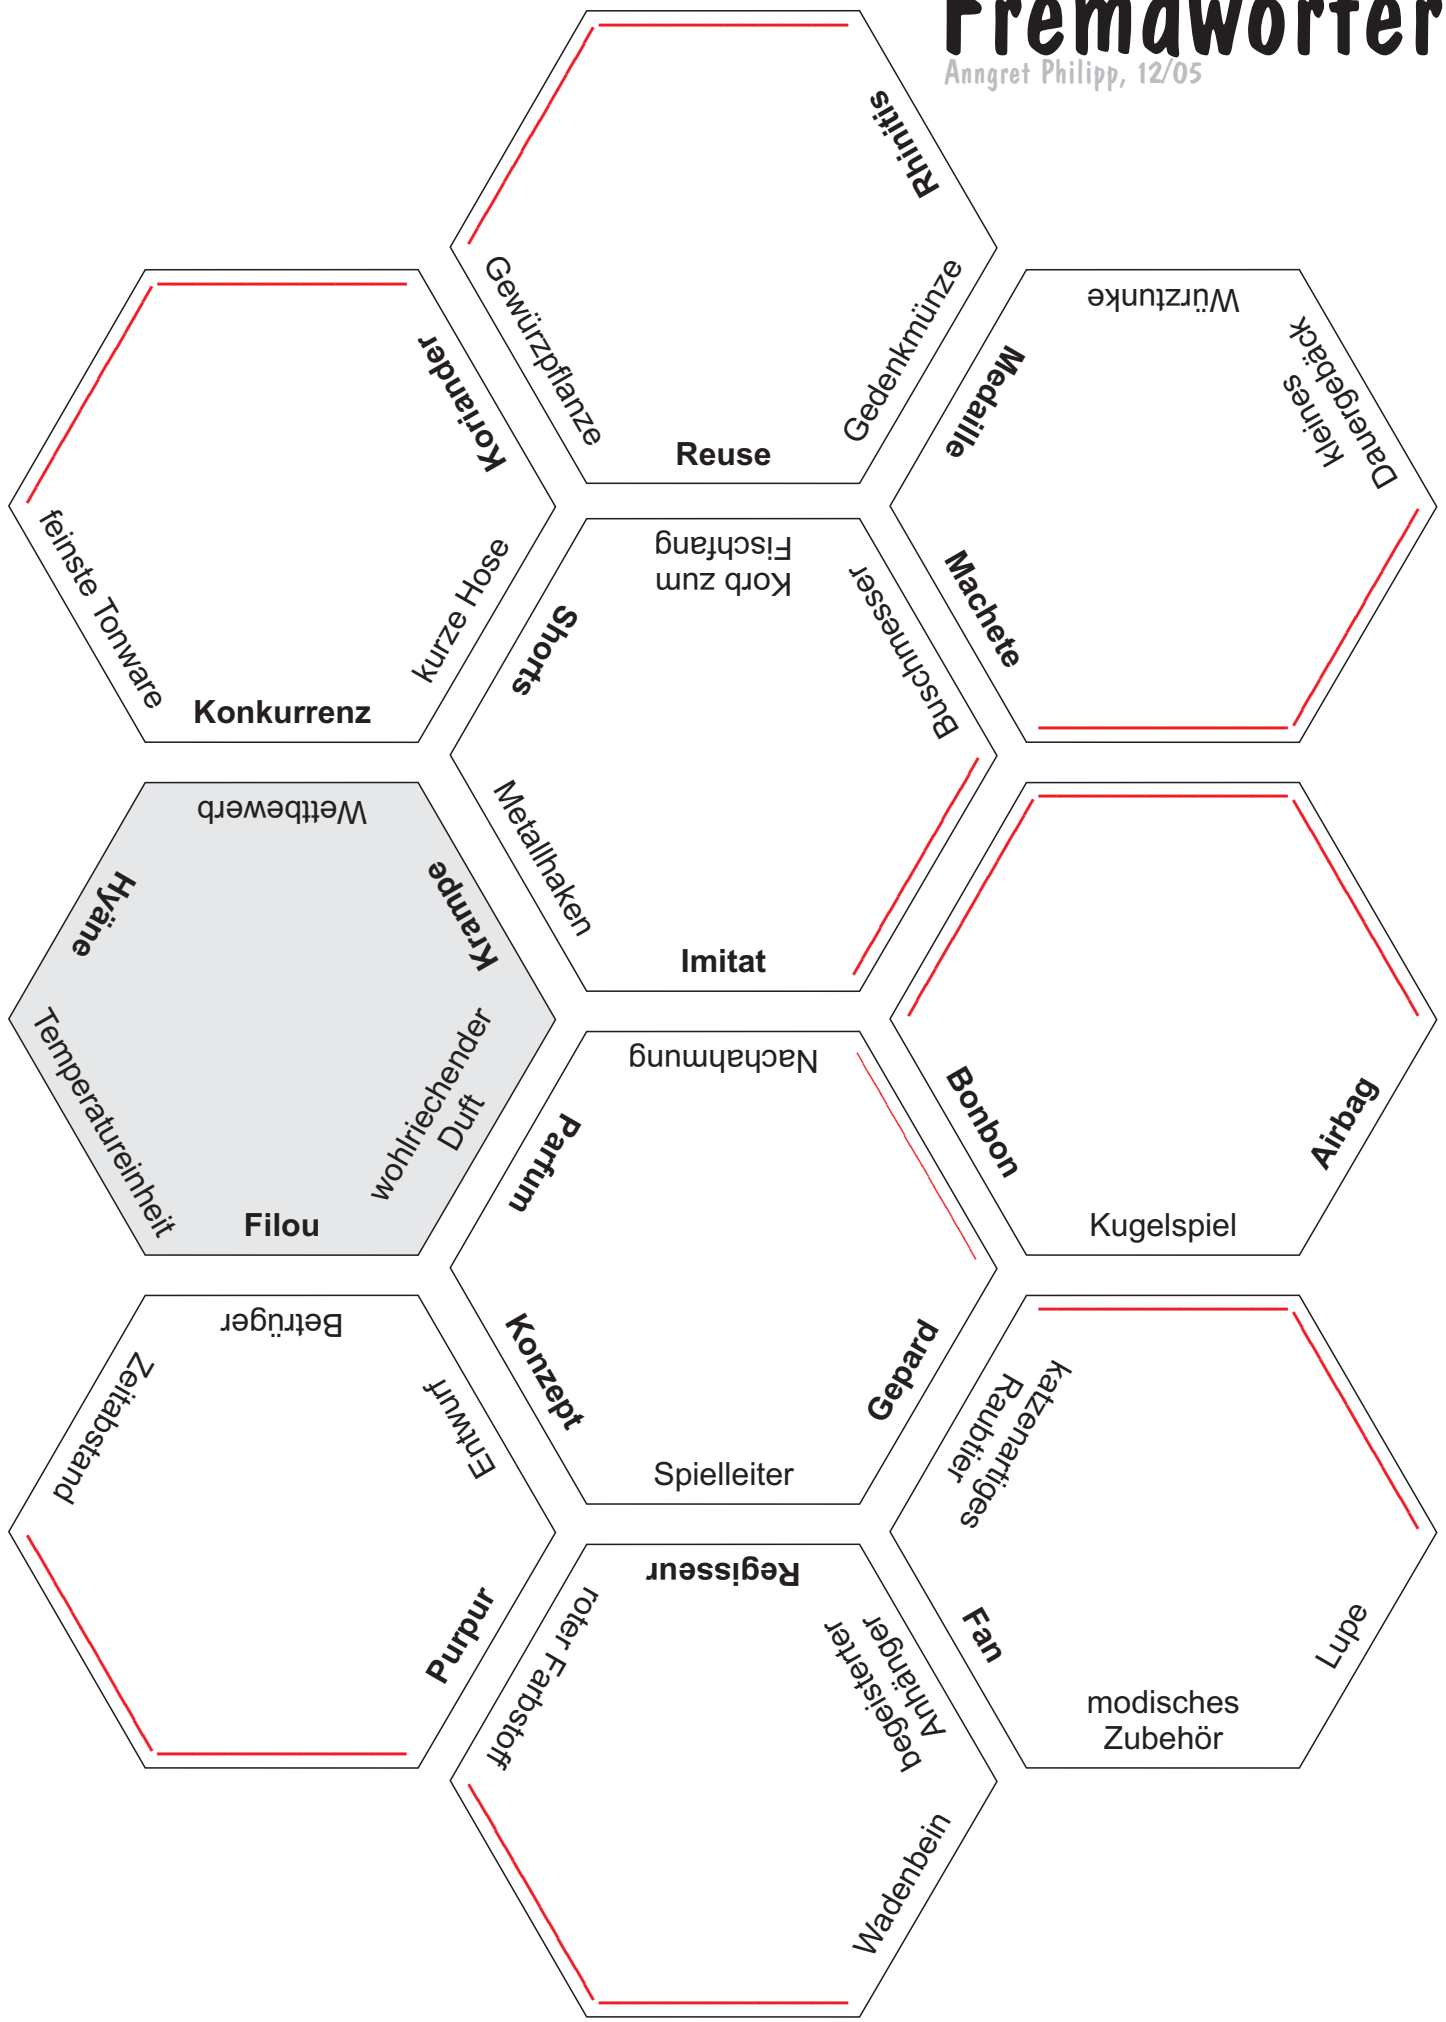 Fremdwörter
Anngret Philipp, 12/05
Rhinitis
Gewürzpflanze
Gedenkmünze
Reuse
Koriander
feinste Tonware
kurze Hose
Konkurrenz
Würztunke
Medaille
kleines
Dauergebäck
Machete
Korb zum
Fischfang
Shorts
Buschmesser
Metallhaken
Imitat
Wettbewerb
Hyäne
Krampe
Temperatureinheit
wohlriechender
Duft
Filou
Bonbon
Airbag
Kugelspiel
Nachahmung
Parfum
Konzept
Gepard
Spielleiter
Betrüger
Zeitabstand
Entwurf
Purpur
katzenartiges
Raubtier
Fan
Lupe
modisches
Zubehör
Regisseur
roter Farbstoff
begeisterter
Anhänger
Wadenbein